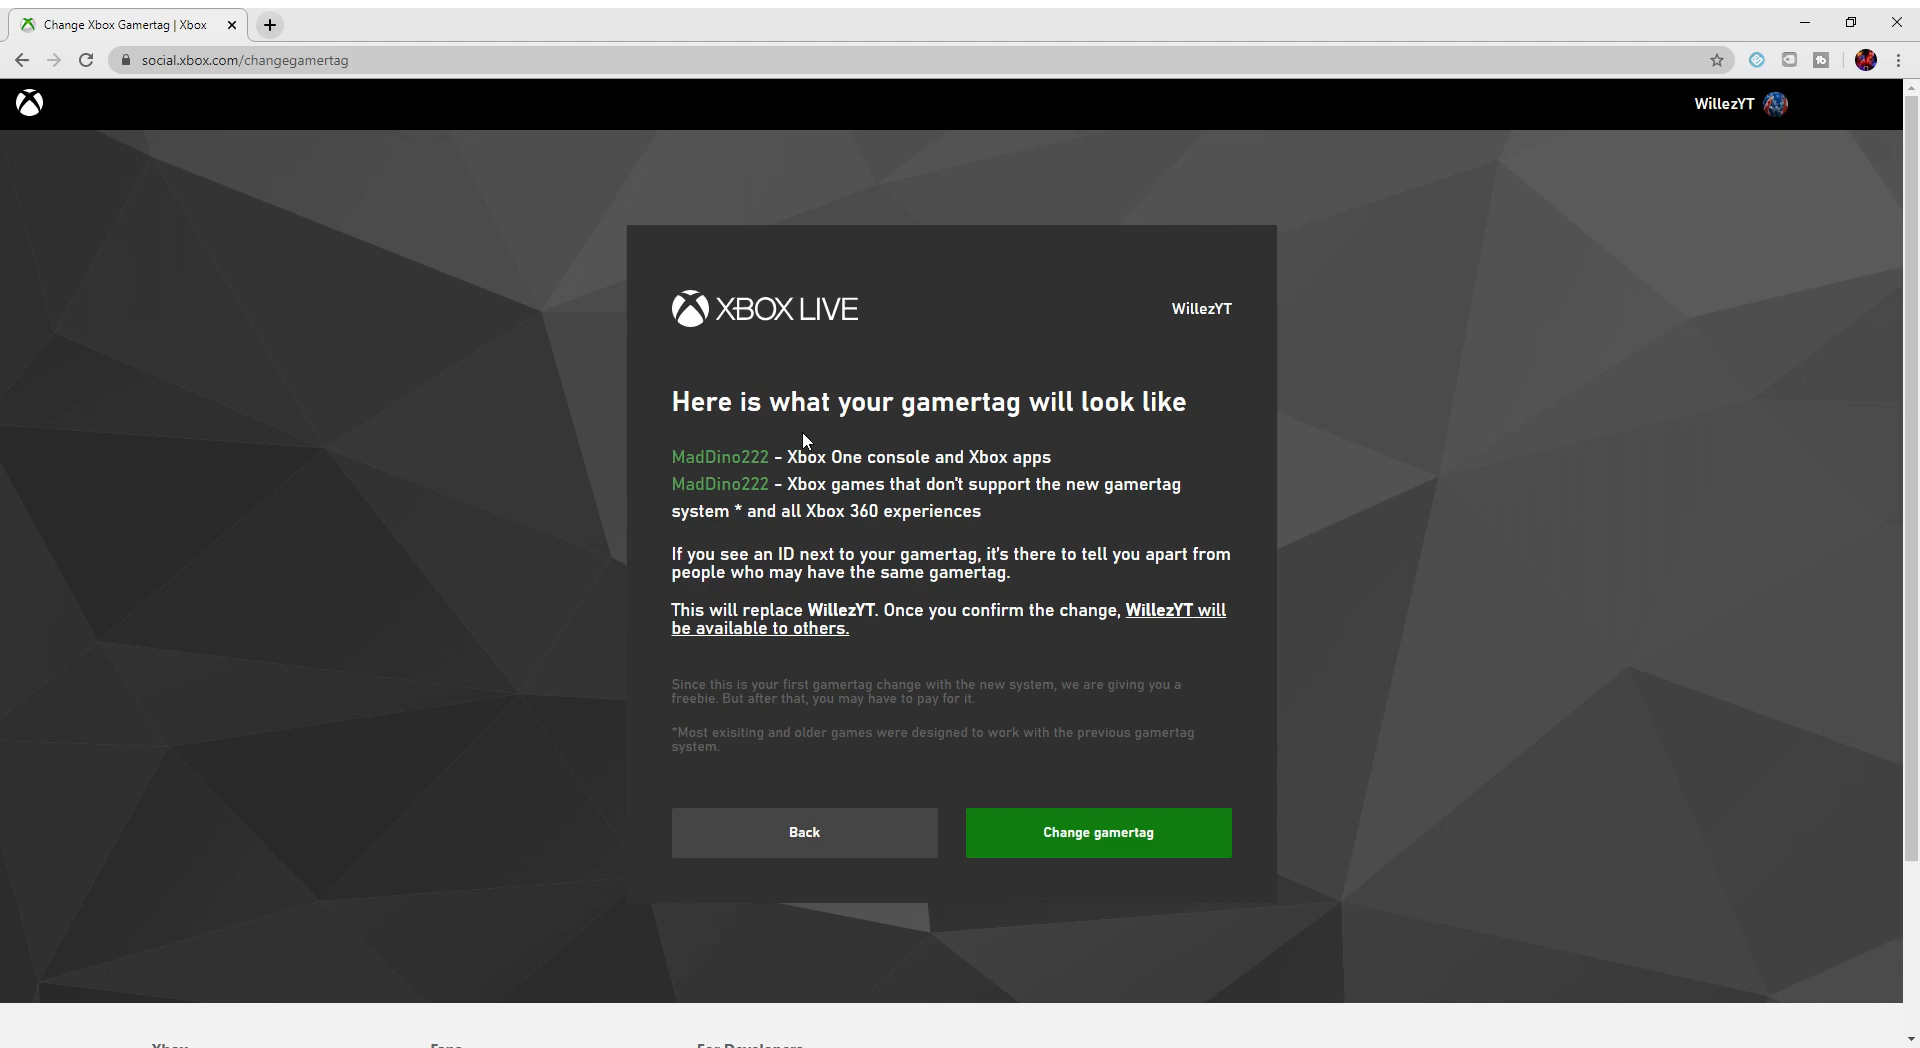 Change Xbox Gamertag | Xbox
social.xbox.com/changegamertag
WillezYT
XBOX LIVE
WillezYT
Here is what your gamertag will look like
MadDino222 - Xbox One console and Xbox apps
MadDino222 - Xbox games that don't support the new gamertag
system * and all Xbox 360 experiences
If you see an ID next to your gamertag, it's there to tell you apart from
people who may have the same gamertag.
This will replace WillezYT. Once you confirm the change, WillezYT will
be available to others.
Since this is your first gamertag change with the new system, we are giving you a
freebie. But after that, you may have to pay for it.
*Most exisiting and older games were designed to work with the previous gamertag
system.
Back
Change gamertag
Xbox
Fans
For Developers